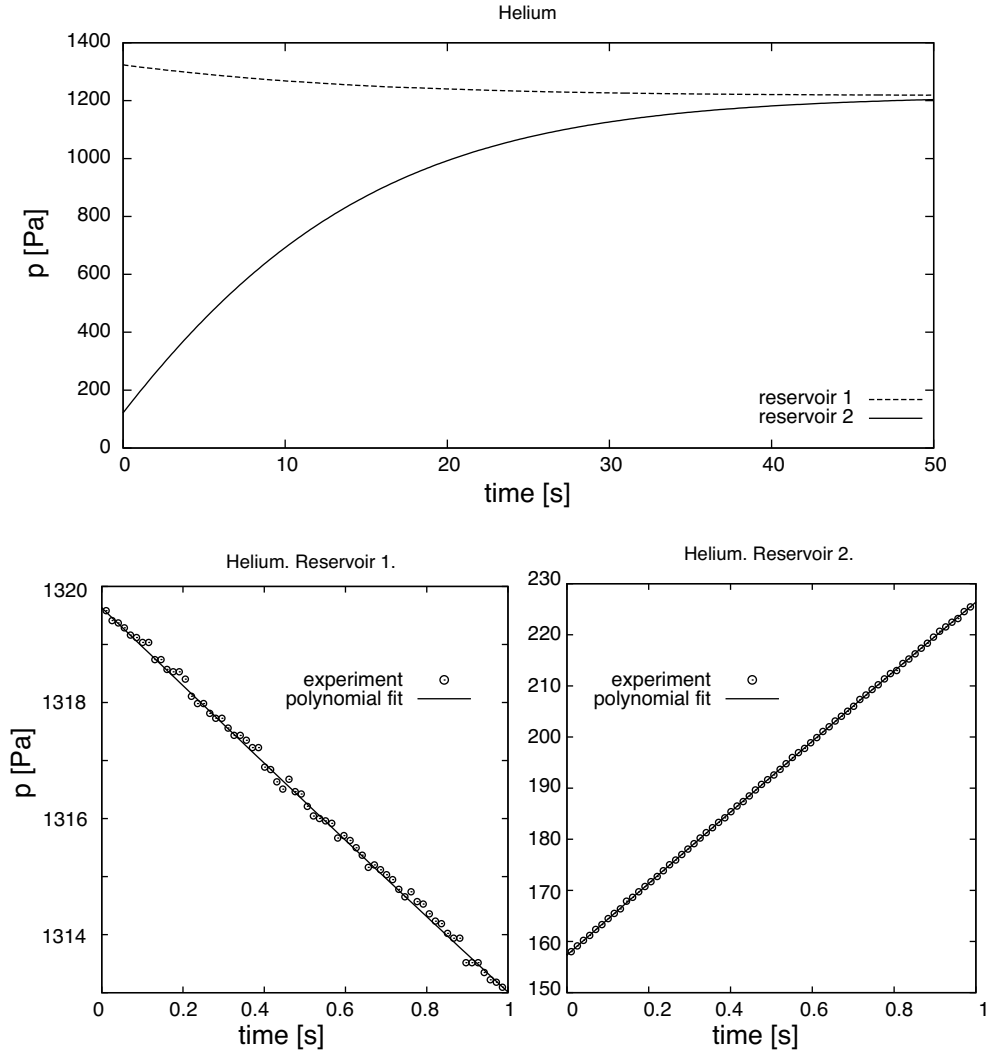 Helium
1400
1200
1000
800
600
400
200
0
p [Pa]
reservoir 1
reservoir 2
0 10 20 30 40 50
time [s]
Helium. Reservoir 1.
1320
1318
1316
1314
p [Pa]
experiment
polynomial fit
0 0.2 0.4 0.6 0.8 1
time [s]
Helium. Reservoir 2.
230
220
210
200
190
180
170
160
150
experiment
polynomial fit
0 0.2 0.4 0.6 0.8 1
time [s]